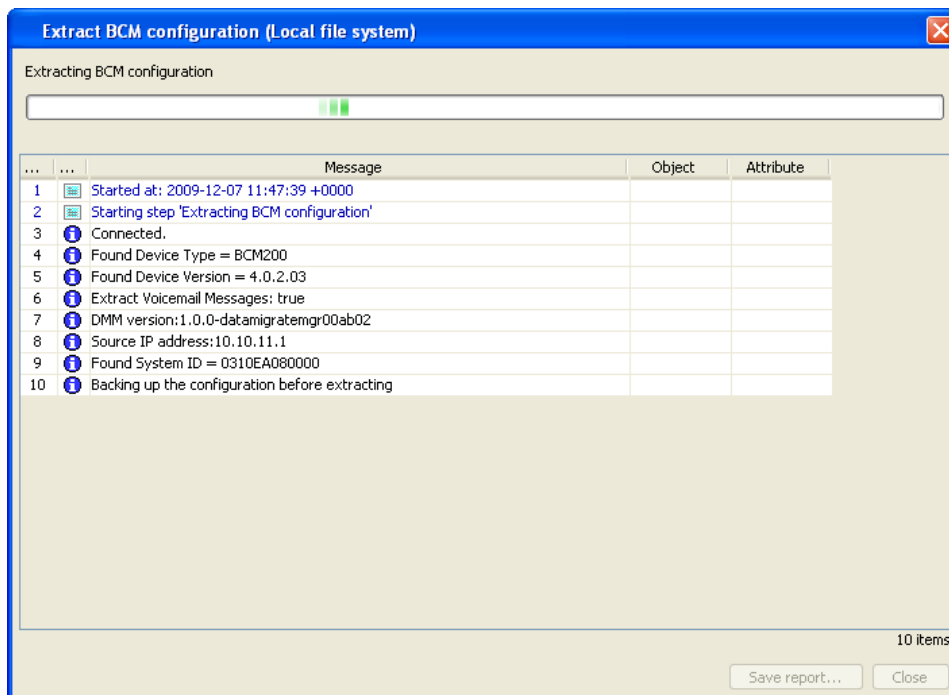 Extract BCM configuration (Local file system)
Extracting BCM configuration
... ... Message Object Attribute
1 Started at: 2009-12-07 11:47:39 +0000
2 Starting step 'Extracting BCM configuration'
3 Connected.
4 Found Device Type = BCM200
5 Found Device Version = 4.0.2.03
6 Extract Voicemail Messages: true
7 DMM version:1.0.0-datamigratemgr00ab02
8 Source IP address:10.10.11.1
9 Found System ID = 0310EA080000
10 Backing up the configuration before extracting
10 items
Save report... Close